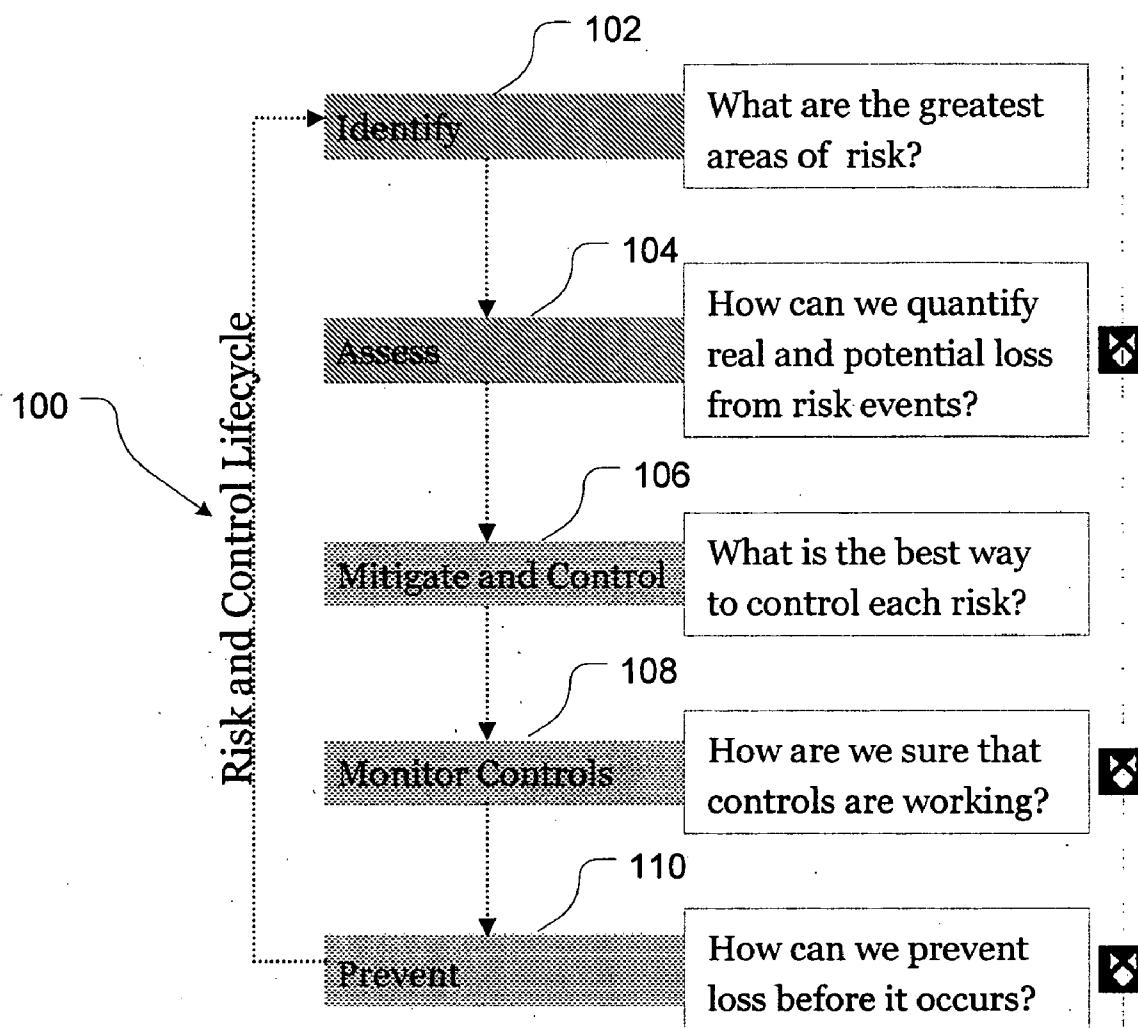 102
Identify
What are the greatest
areas of risk?
104
Assess
How can we quantify
real and potential loss
from risk events?
100
Risk and Control Lifecycle
106
Mitigate and Control
What is the best way
to control each risk?
108
Monitor Controls
How are we sure that
controls are working?
110
Prevent
How can we prevent
loss before it occurs?